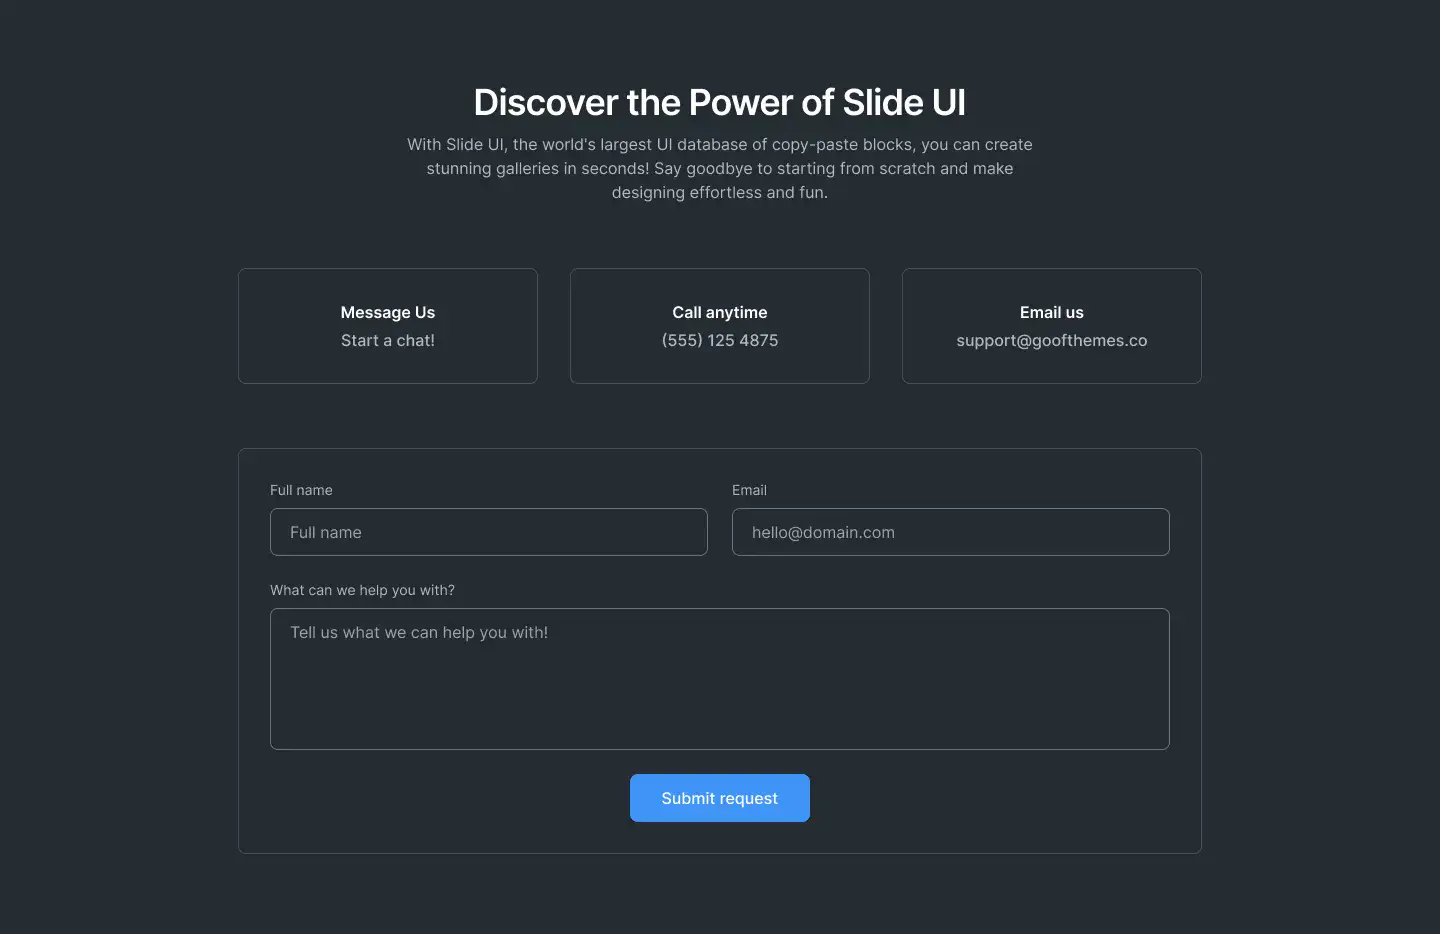 Discover the Power of Slide UI
With Slide UI, the world's largest UI database of copy-paste blocks, you can create
stunning galleries in seconds! Say goodbye to starting from scratch and make
designing effortless and fun.
Message Us
Start a chat!
Call anytime
(555) 125 4875
Email us
support@goofthemes.co
Full name
Full name
Email
hello@domain.com
What can we help you with?
Tell us what we can help you with!
Submit request